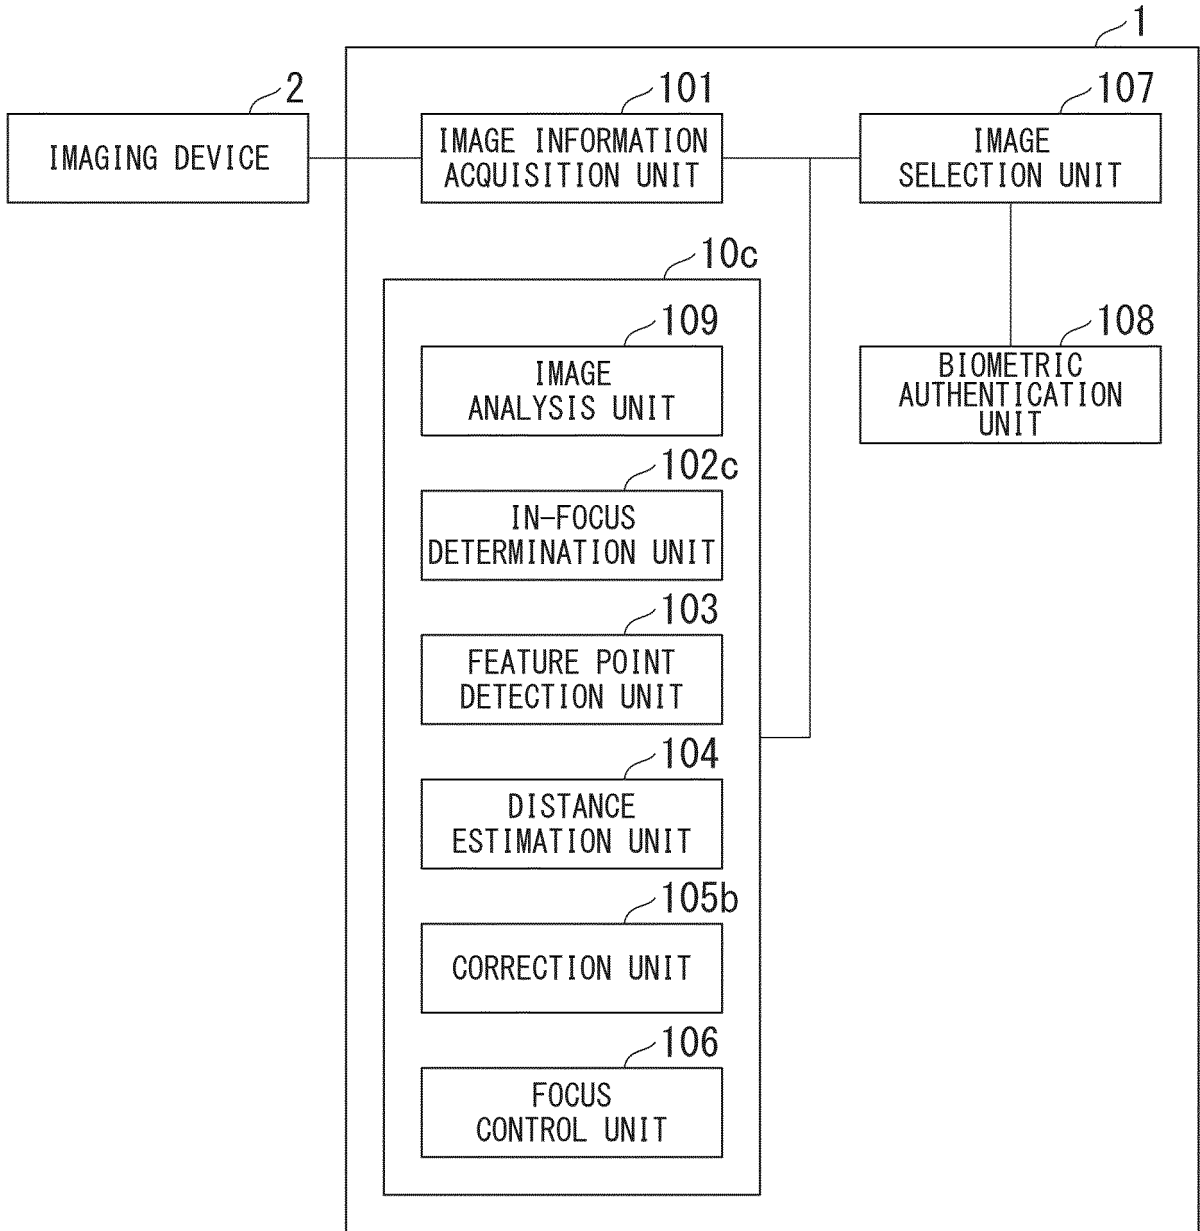 1
2
IMAGING DEVICE
101
IMAGE INFORMATION
ACQUISITION UNIT
107
IMAGE
SELECTION UNIT
10c
109
IMAGE
ANALYSIS UNIT
108
BIOMETRIC
AUTHENTICATION
UNIT
102c
IN-FOCUS
DETERMINATION UNIT
103
FEATURE POINT
DETECTION UNIT
104
DISTANCE
ESTIMATION UNIT
105b
CORRECTION UNIT
106
FOCUS
CONTROL UNIT